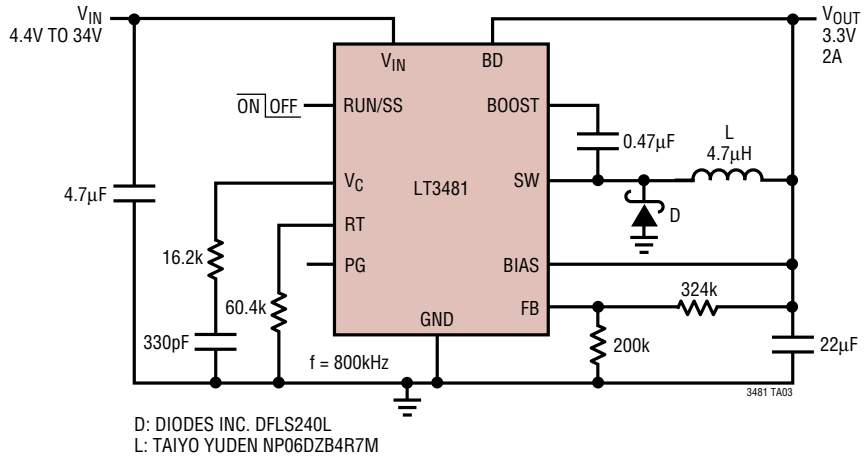 VIN
4.4V TO 34V
VOUT
3.3V
2A
VIN
BD
ON OFF
RUN/SS
BOOST
0.47µF
L
4.7µH
4.7µF
VC
LT3481
SW
D
RT
16.2k
PG
BIAS
324k
60.4k
FB
GND
330pF
f = 800kHz
200k
22µF
3481 TA03
D: DIODES INC. DFLS240L
L: TAIYO YUDEN NP06DZB4R7M